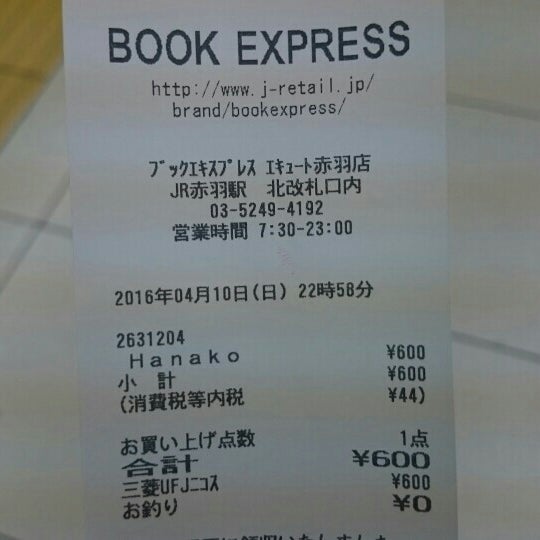 BOOK EXPRESS
http://www.j-retail.jp/
brand/bookexpress/
ﾌﾞｯｸｴｷｽﾌﾟﾚｽ ｴｷｭｰﾄ赤羽店
JR赤羽駅 北改札口内
03-5249-4192
営業時間 7:30-23:00
2016年04月10日(日) 22時58分
2631204
Ｈａｎａｋｏ ¥600
小 計 ¥600
(消費税等内税 ¥44)
お買い上げ点数 1点
合計 ¥600
三菱UFJﾆｺｽ ¥600
お釣り ¥0